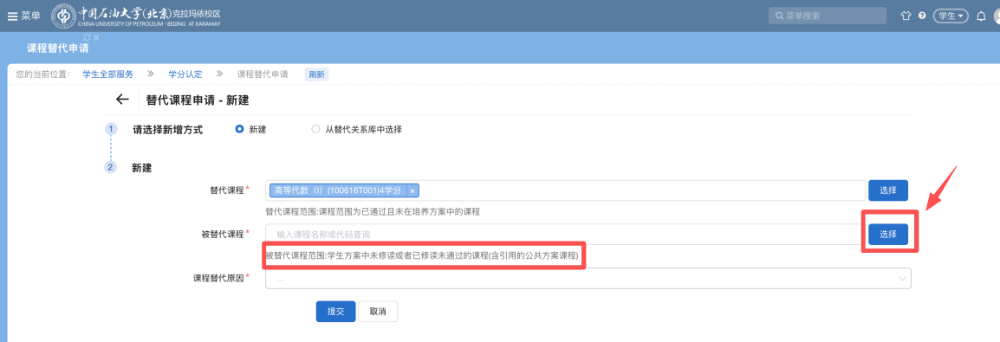 菜单 中国石油大学(北京)克拉玛依校区 菜单搜索 学生
CHINA UNIVERSITY OF PETROLEUM - BEIJING AT KARAMAY
课程替代申请
您的当前位置: 学生全部服务 学分认定 课程替代申请 刷新
替代课程申请 - 新建
1 请选择新增方式 新建 从替代关系库中选择
2 新建
替代课程* 高等代数(I)(100616T001)4学分 × 选择
替代课程范围:课程范围为已通过且未在培养方案中的课程
被替代课程* 输入课程名称或代码查询 选择
被替代课程范围:学生方案中未修读或者已修读未通过的课程(含引用的公共方案课程)
课程替代原因* ...
提交 取消